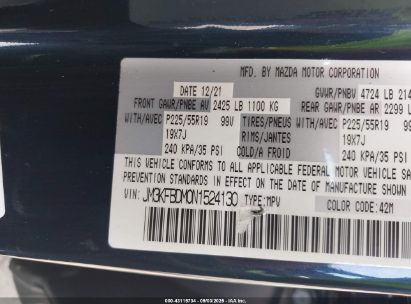 MFD. BY MAZDA MOTOR CORPORATION
DATE 12/21 GVWR/PNBV 4724 LB 214
FRONT GAWR/PNBE AV 2425 LB 1100 KG REAR GAWR/PNBE AR 2299 L
WITH/AVEC P225/55R19 99V TIRES/PNEUS WITH/AVEC P225/55R19
19X7J RIMS/JANTES 19X7J
240 KPA/35 PSI COLD/A FROID 240 KPA/35 PSI
THIS VEHICLE CONFORMS TO ALL APPLICABLE FEDERAL MOTOR VEHICLE SA
PREVENTION STANDARDS IN EFFECT ON THE DATE OF MANUFACTURE SHOWN
VIN: JM3KFBDM0N1524130 TYPE:MPV
COLOR CODE: 42M